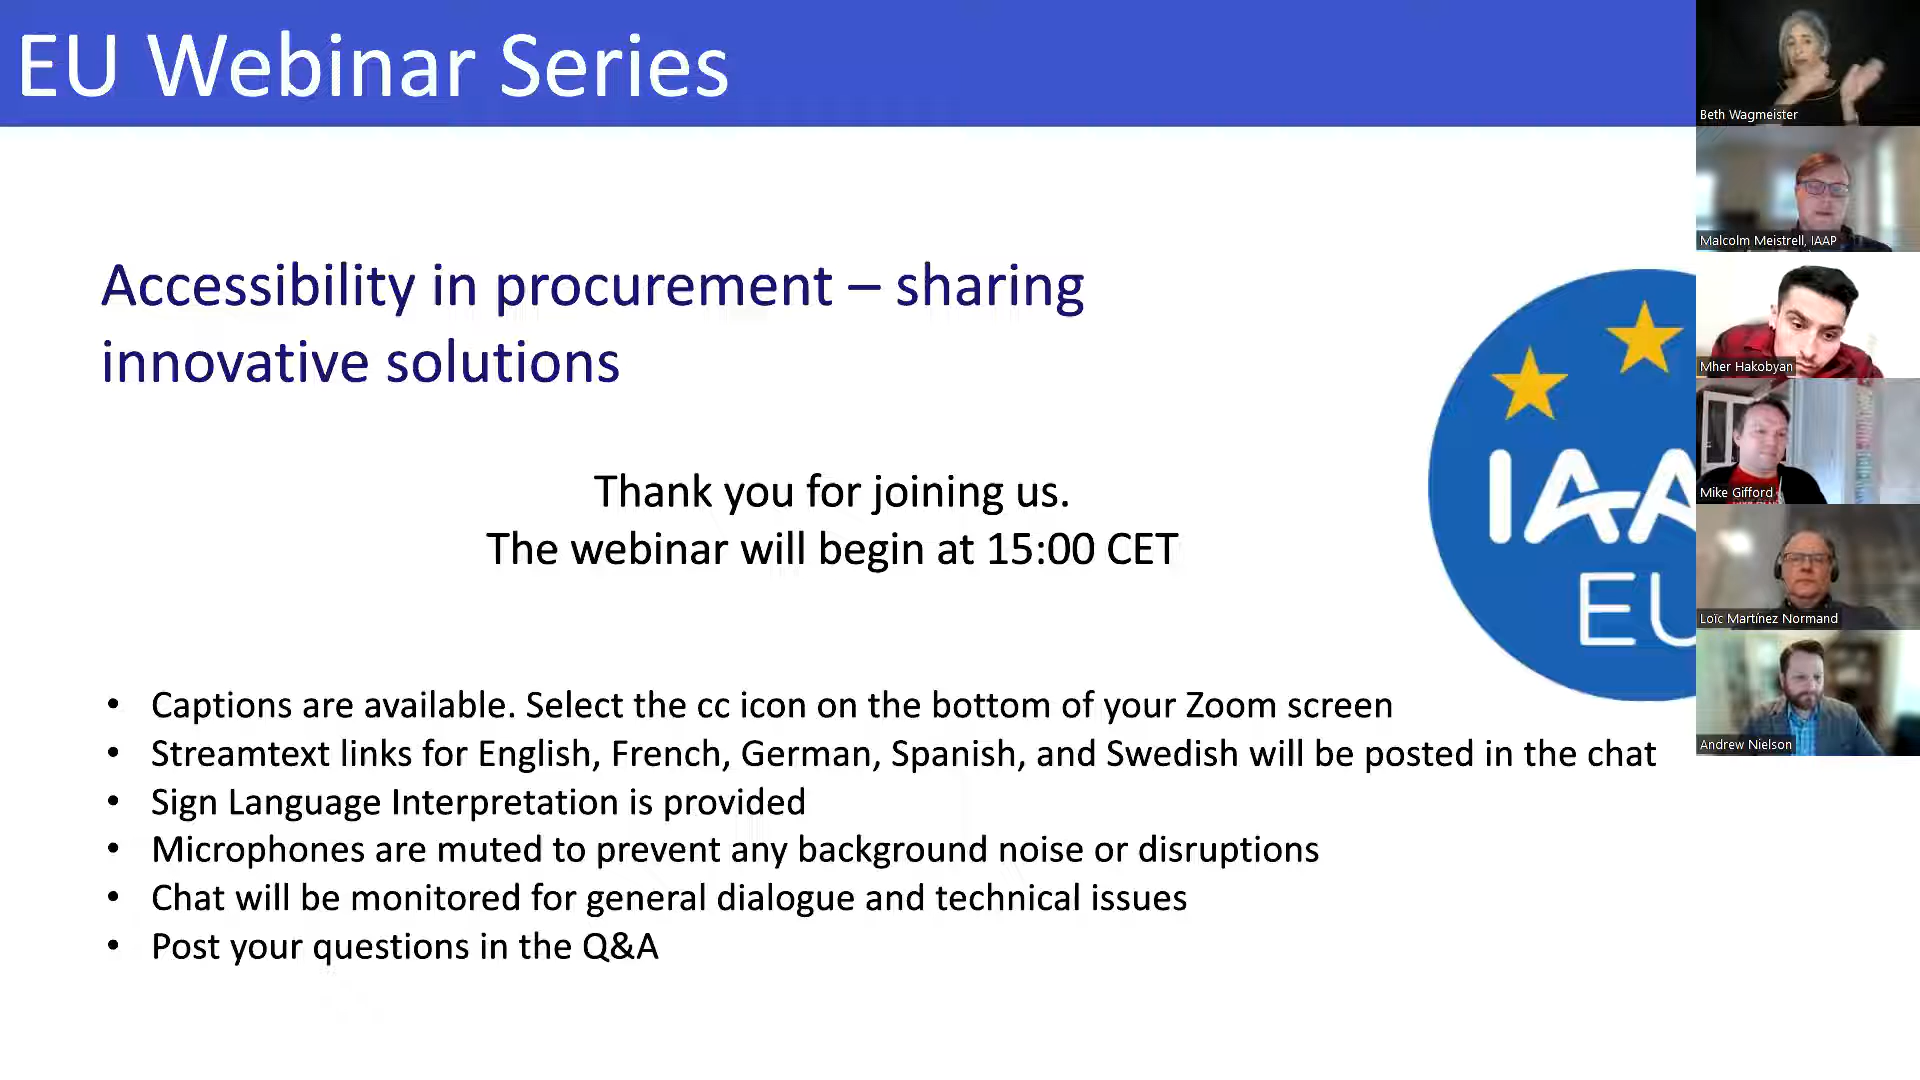 EU Webinar Series
Accessibility in procurement – sharing
innovative solutions
Thank you for joining us.
The webinar will begin at 15:00 CET
• Captions are available. Select the cc icon on the bottom of your Zoom screen
• Streamtext links for English, French, German, Spanish, and Swedish will be posted in the chat
• Sign Language Interpretation is provided
• Microphones are muted to prevent any background noise or disruptions
• Chat will be monitored for general dialogue and technical issues
• Post your questions in the Q&A
IAA
EU
Beth Wagmeister
Malcolm Meistrell, IAAP
Mher Hakobyan
Mike Gifford
Loïc Martínez Normand
Andrew Nielson